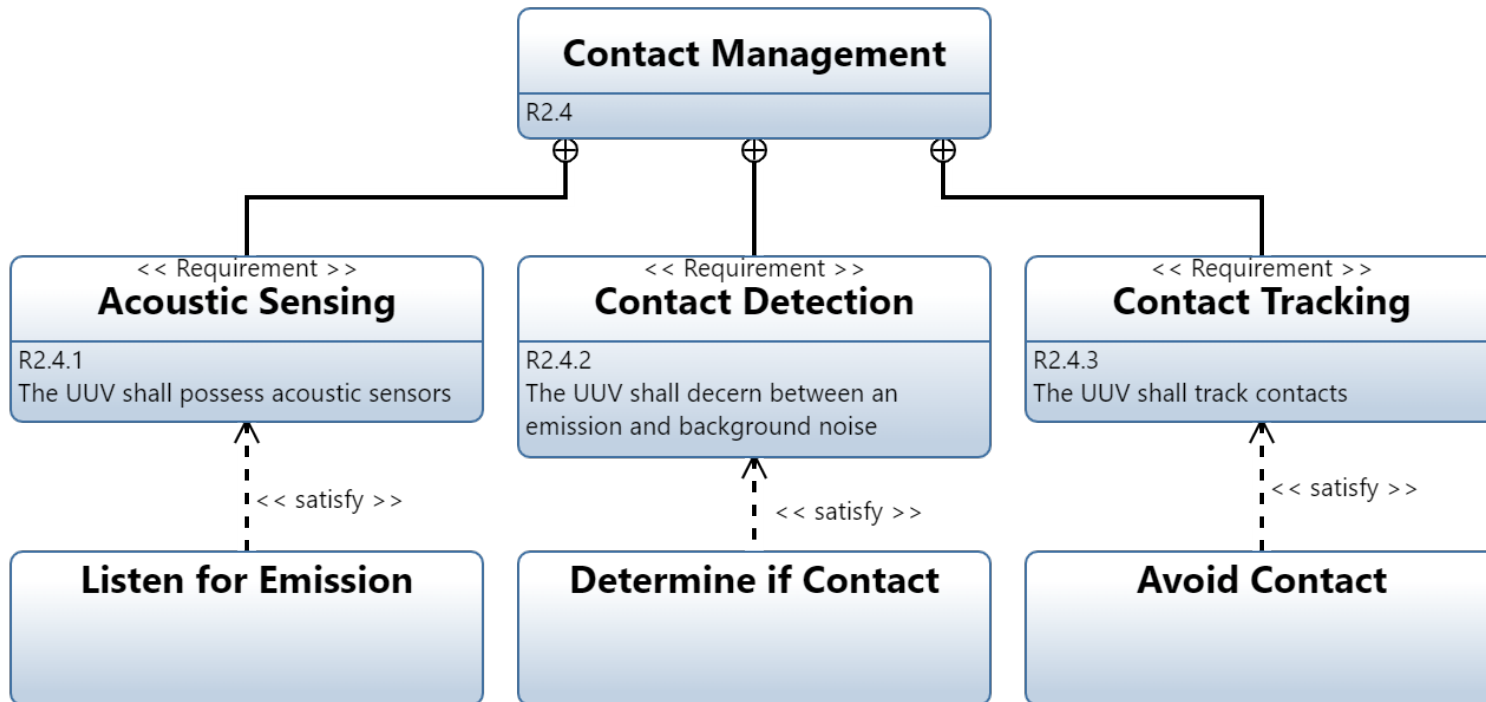 Contact Management
R2.4
<< Requirement >>
Acoustic Sensing
R2.4.1
The UUV shall possess acoustic sensors
<< Requirement >>
Contact Detection
R2.4.2
The UUV shall decern between an
emission and background noise
<< Requirement >>
Contact Tracking
R2.4.3
The UUV shall track contacts
<< satisfy >>
<< satisfy >>
<< satisfy >>
Listen for Emission
Determine if Contact
Avoid Contact